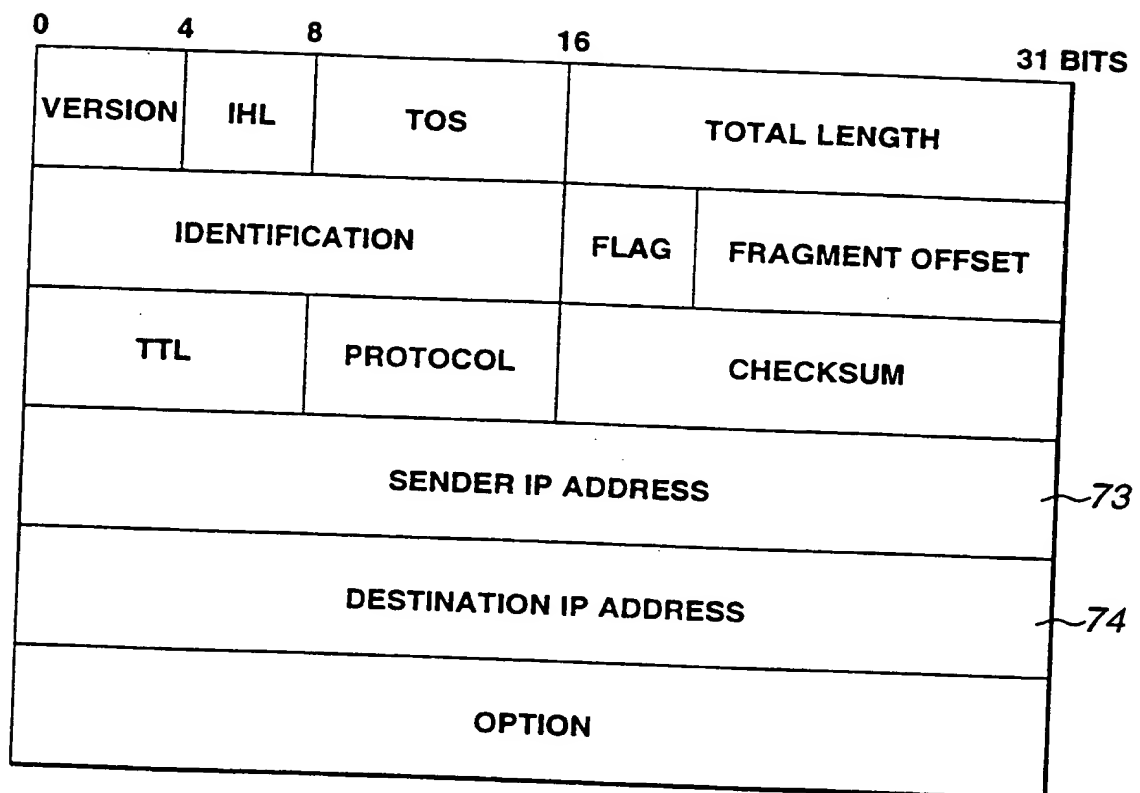 0 4 8 16 31 BITS
VERSION IHL TOS TOTAL LENGTH
IDENTIFICATION FLAG FRAGMENT OFFSET
TTL PROTOCOL CHECKSUM
SENDER IP ADDRESS 73
DESTINATION IP ADDRESS 74
OPTION